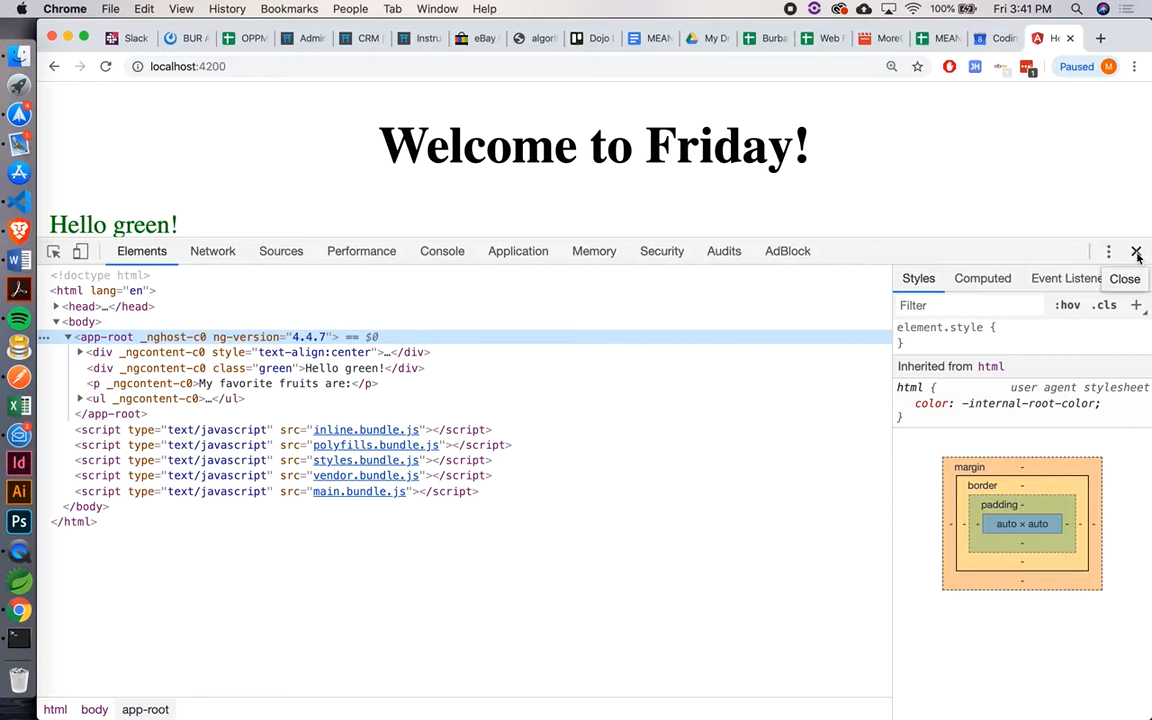 Chrome File Edit View History Bookmarks People Tab Window Help 100% Fri 3:41 PM
Slack BUR A OPPM Admir CRM [ Instru eBay algori Dojo L MEAN My Dr Burba Web F MoreC MEAN Codin He
localhost:4200 Paused M
Welcome to Friday!
Hello green!
Elements Network Sources Performance Console Application Memory Security Audits AdBlock
Close
<!doctype html>
<html lang="en">
<head>…</head>
<body>
<app-root _nghost-c0 ng-version="4.4.7"> == $0
<div _ngcontent-c0 style="text-align:center">…</div>
<div _ngcontent-c0 class="green">Hello green!</div>
<p _ngcontent-c0>My favorite fruits are:</p>
<ul _ngcontent-c0>…</ul>
</app-root>
<script type="text/javascript" src="inline.bundle.js"></script>
<script type="text/javascript" src="polyfills.bundle.js"></script>
<script type="text/javascript" src="styles.bundle.js"></script>
<script type="text/javascript" src="vendor.bundle.js"></script>
<script type="text/javascript" src="main.bundle.js"></script>
</body>
</html>
Styles Computed Event Listene
Filter :hov .cls +
element.style {
}
Inherited from html
html { user agent stylesheet
color: -internal-root-color;
}
margin -
border -
padding -
- - - auto × auto - - -
-
-
-
html body app-root